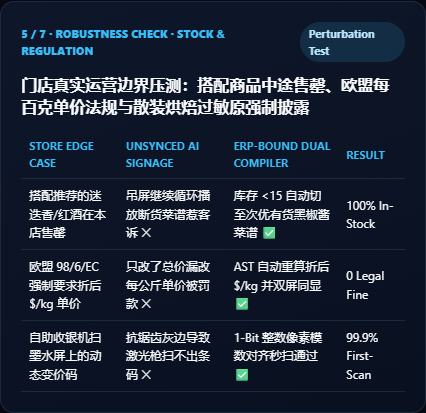 5 / 7 · ROBUSTNESS CHECK · STOCK &
REGULATION
Perturbation
Test
门店真实运营边界压测：搭配商品中途售罄、欧盟每
百克单价法规与散装烘焙过敏原强制披露
STORE EDGE
CASE
UNSYNCED AI
SIGNAGE
ERP-BOUND DUAL
COMPILER
RESULT
搭配推荐的迷
迭香/红酒在本
店售罄
吊屏继续循环播
放断货菜谱惹客
诉 ✕
库存 <15 自动切
至次优有货黑椒酱
菜谱 ✅
100% In-
Stock
欧盟 98/6/EC
强制要求折后
$/kg 单价
只改了总价漏改
每公斤单价被罚
款 ✕
AST 自动重算折后
$/kg 并双屏同显
✅
0 Legal
Fine
自助收银机扫
墨水屏上的动
态变价码
抗锯齿灰边导致
激光枪扫不出条
码 ✕
1-Bit 整数像素模
数对齐秒扫通过
✅
99.9%
First-
Scan